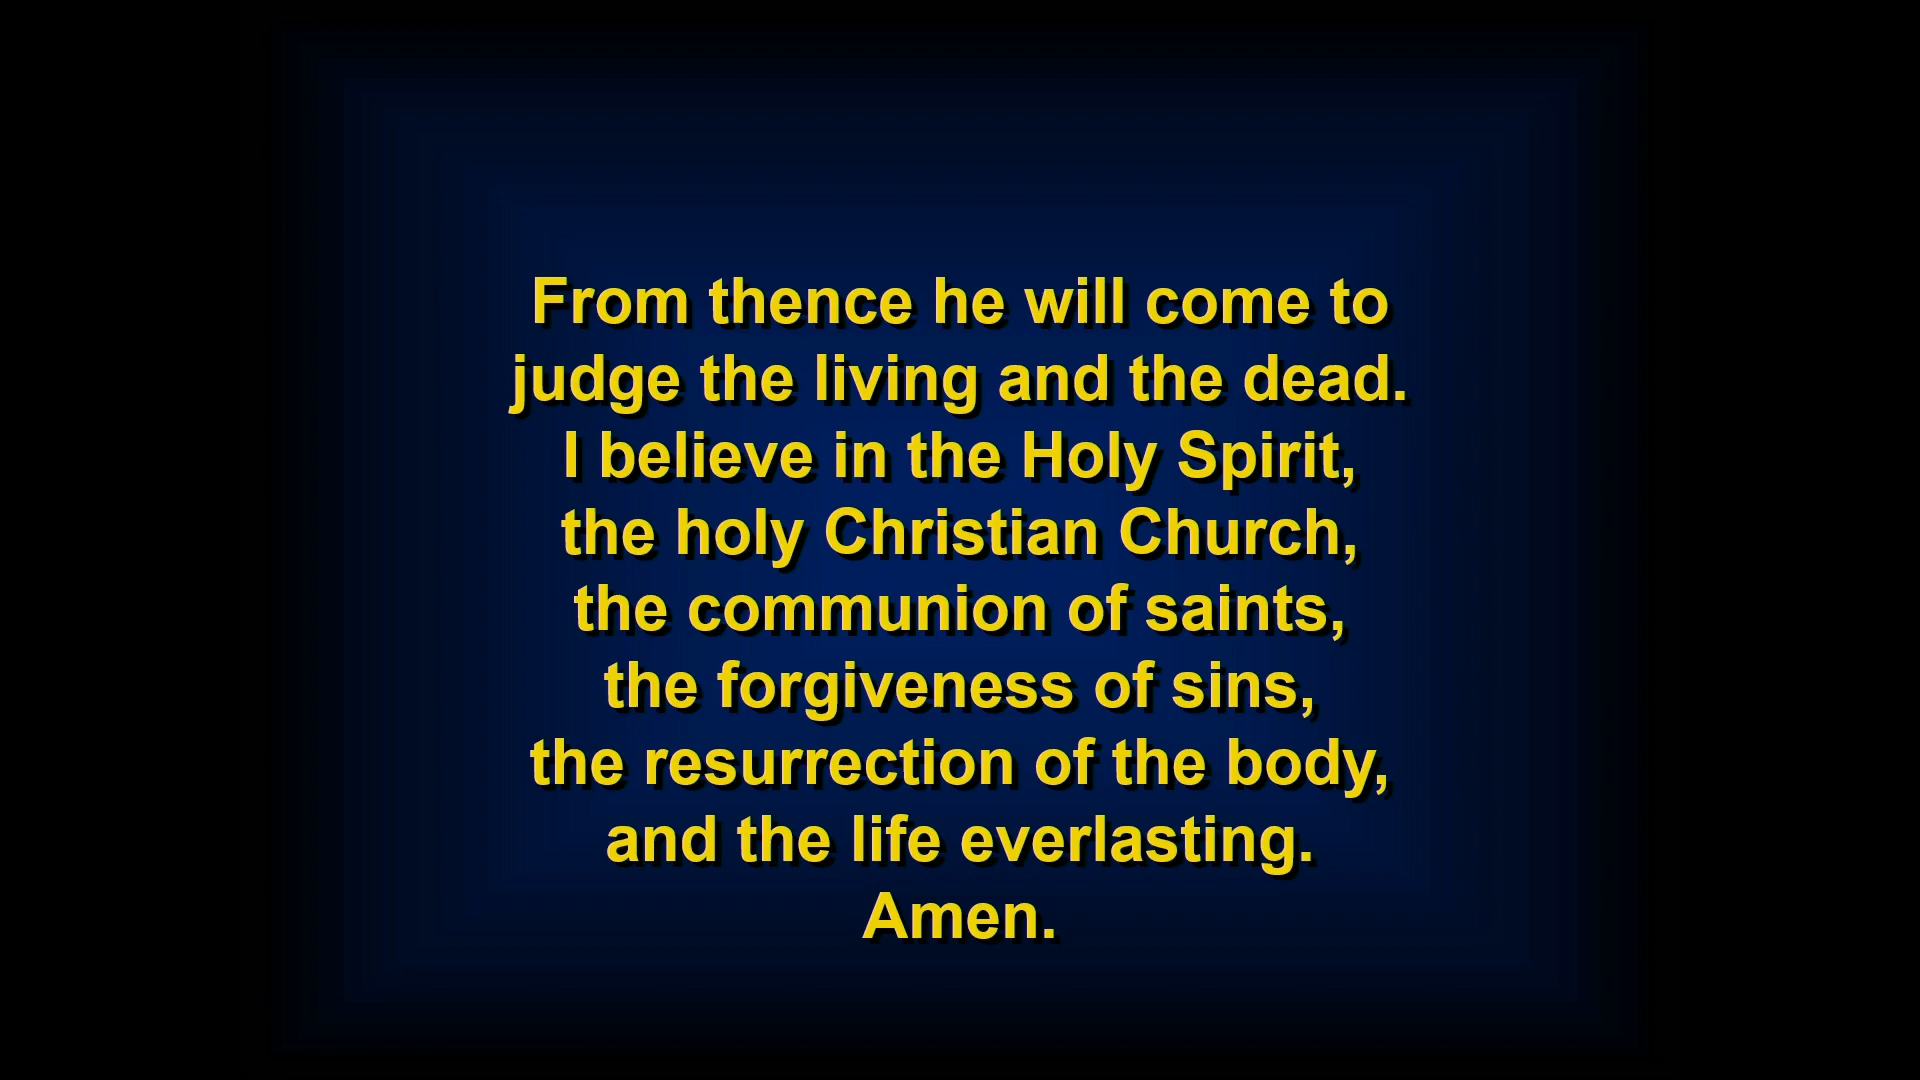 From thence he will come to
judge the living and the dead.
I believe in the Holy Spirit,
the holy Christian Church,
the communion of saints,
the forgiveness of sins,
the resurrection of the body,
and the life everlasting.
Amen.